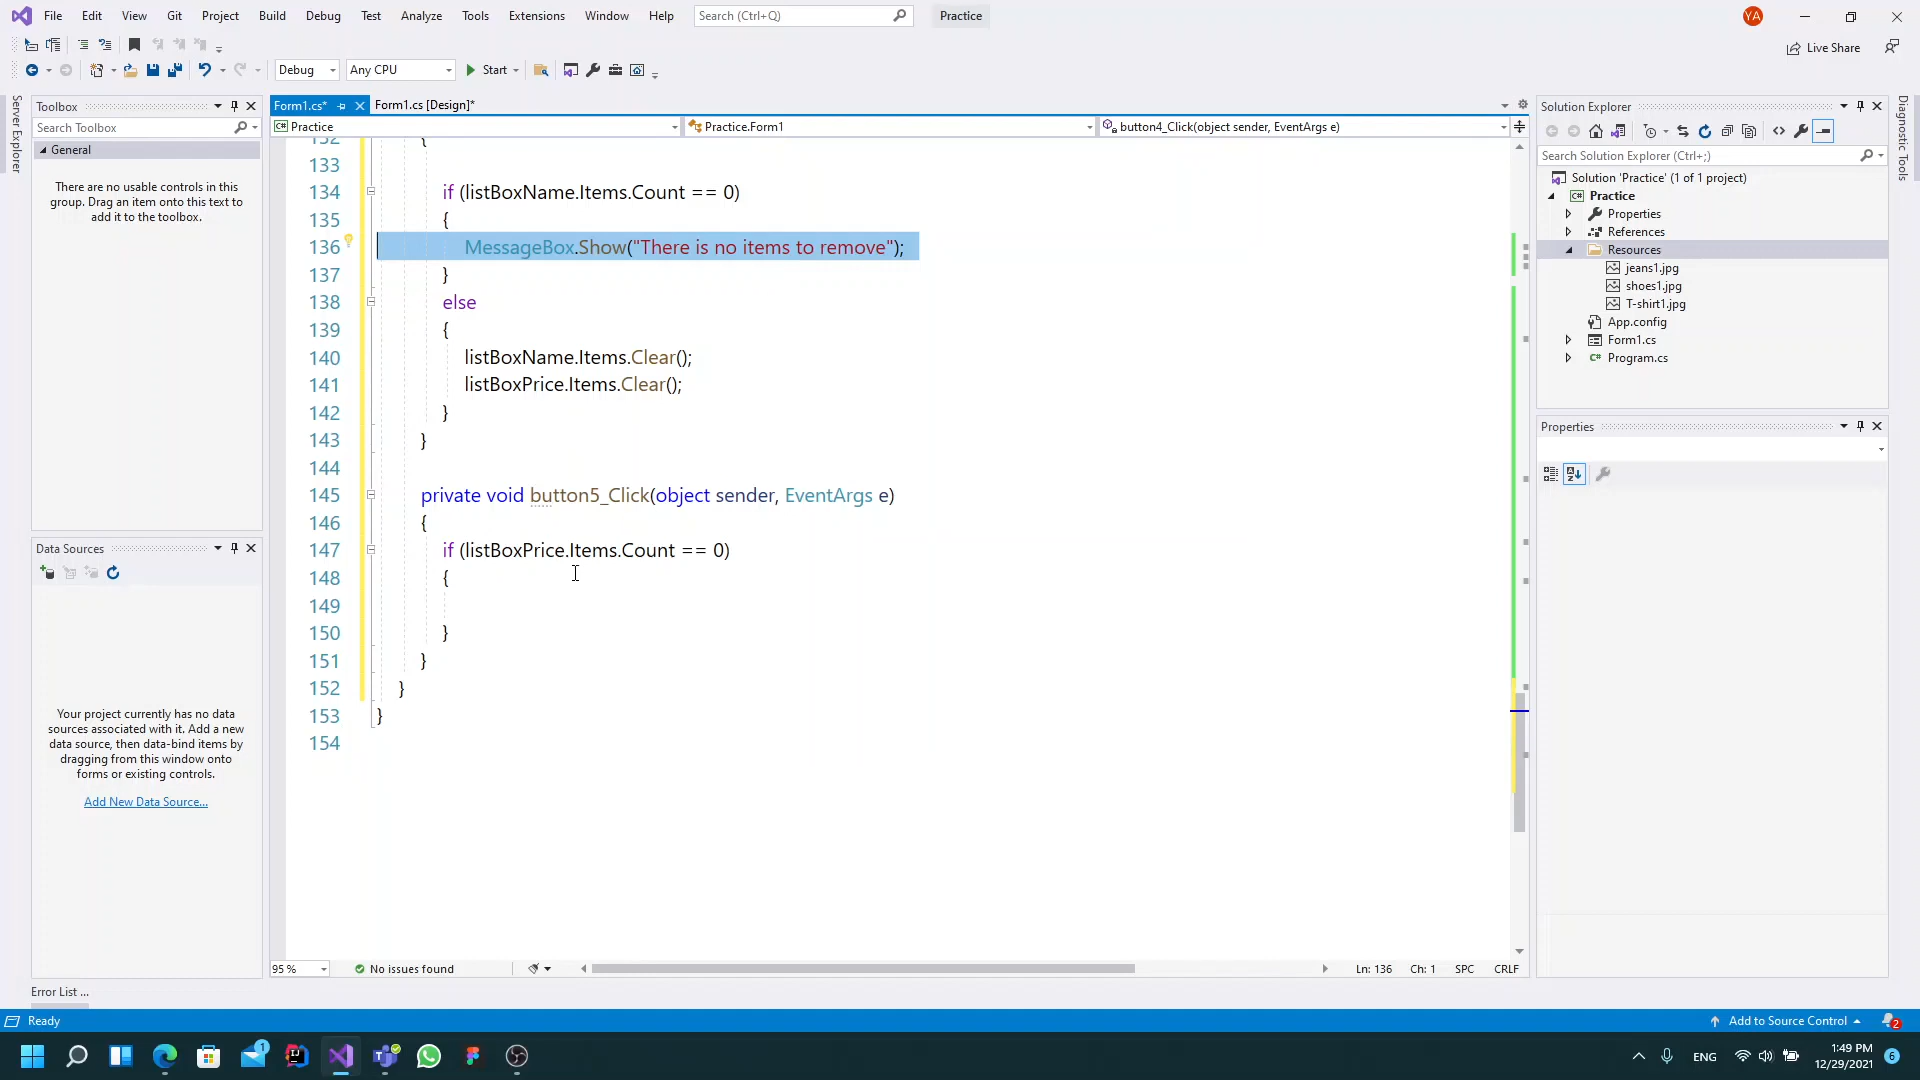 File Edit View Git Project Build Debug Test Analyze Tools Extensions Window Help Search (Ctrl+Q) Practice YA
Live Share
Debug Any CPU Start
Server Explorer
Toolbox
Search Toolbox
General
There are no usable controls in this
group. Drag an item onto this text to
add it to the toolbox.
Data Sources
Your project currently has no data
sources associated with it. Add a new
data source, then data-bind items by
dragging from this window onto
forms or existing controls.
Add New Data Source...
Form1.cs* Form1.cs [Design]*
Practice Practice.Form1 button4_Click(object sender, EventArgs e)
132 {
133
134 if (listBoxName.Items.Count == 0)
135 {
136 MessageBox.Show("There is no items to remove");
137 }
138 else
139 {
140 listBoxName.Items.Clear();
141 listBoxPrice.Items.Clear();
142 }
143 }
144
145 private void button5_Click(object sender, EventArgs e)
146 {
147 if (listBoxPrice.Items.Count == 0)
148 {
149
150 }
151 }
152 }
153 }
154
95 % No issues found Ln: 136 Ch: 1 SPC CRLF
Solution Explorer
Search Solution Explorer (Ctrl+;)
Solution 'Practice' (1 of 1 project)
Practice
Properties
References
Resources
jeans1.jpg
shoes1.jpg
T-shirt1.jpg
App.config
Form1.cs
Program.cs
Properties
Diagnostic Tools
Error List ...
Ready Add to Source Control 2
1 ENG 1:49 PM
12/29/2021 6